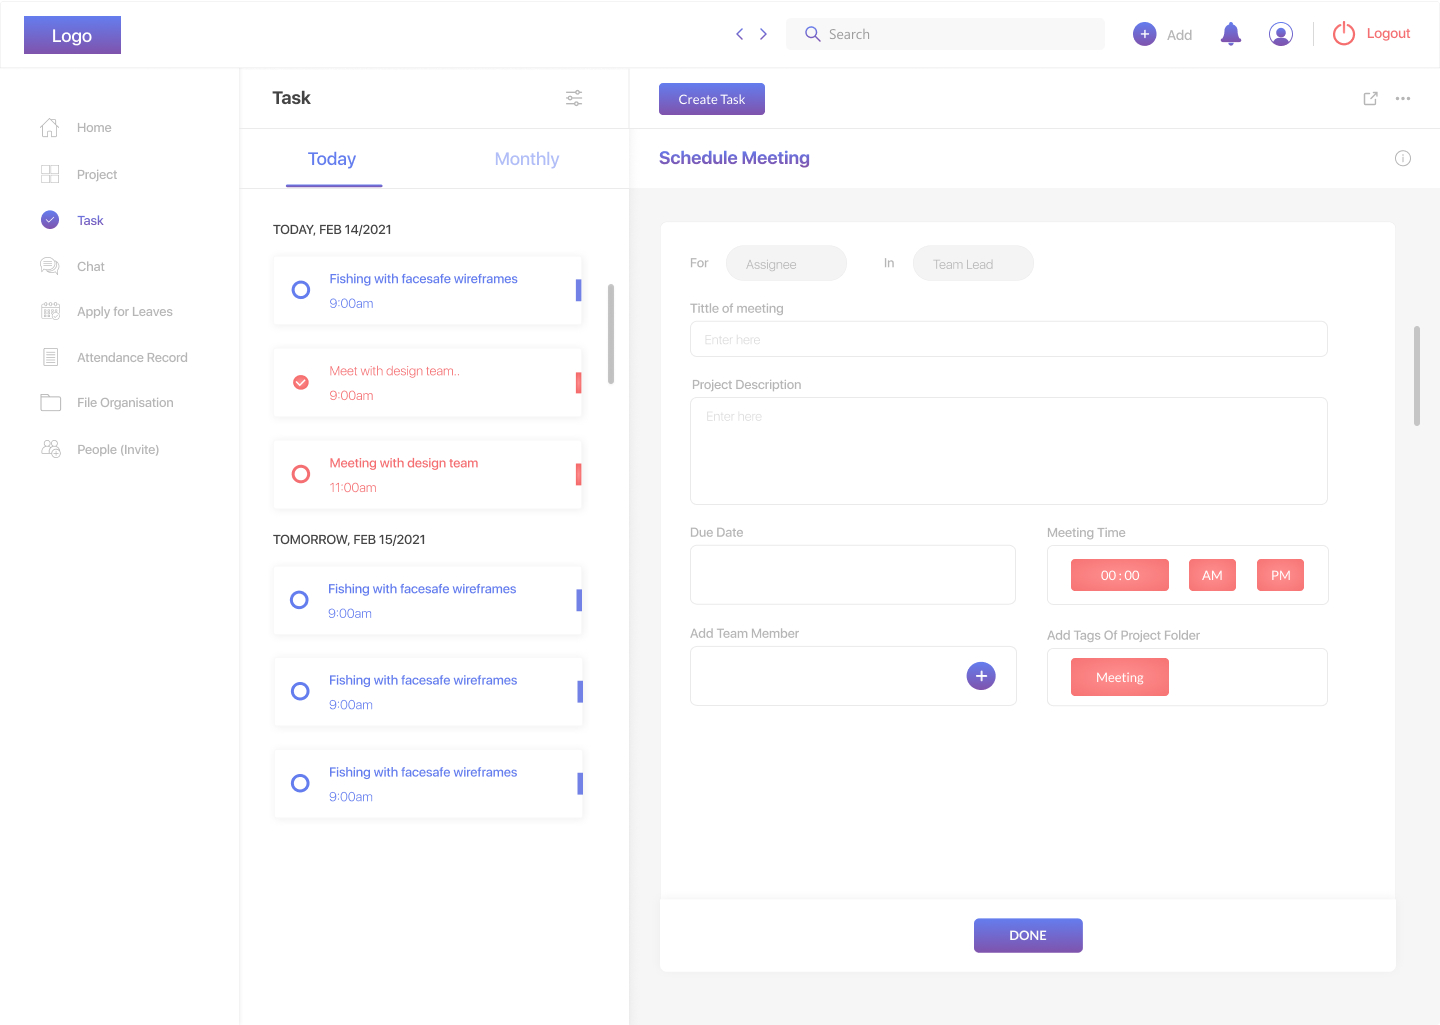 Logo
Search
Add
Logout
Home
Project
Task
Chat
Apply for Leaves
Attendance Record
File Organisation
People (Invite)
Task
Today
Monthly
TODAY, FEB 14/2021
Fishing with facesafe wireframes
9:00am
Meet with design team..
9:00am
Meeting with design team
11:00am
TOMORROW, FEB 15/2021
Fishing with facesafe wireframes
9:00am
Fishing with facesafe wireframes
9:00am
Fishing with facesafe wireframes
9:00am
Create Task
Schedule Meeting
For Assignee In Team Lead
Tittle of meeting
Enter here
Project Description
Enter here
Due Date
Meeting Time
00 : 00 AM PM
Add Team Member
Add Tags Of Project Folder
Meeting
DONE